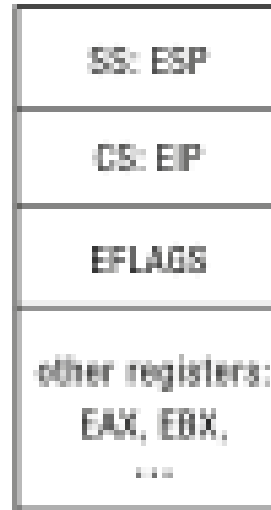 SS: ESP
CS: EIP
EFLAGS
other registers:
EAX, EBX,
...